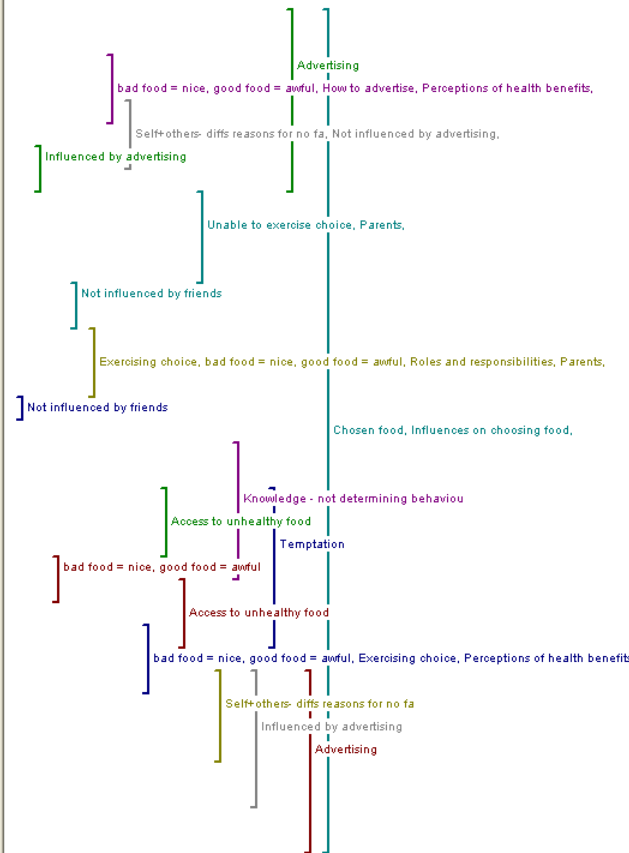 Advertising
bad food = nice, good food = awful, How to advertise, Perceptions of health benefits,
Self+others- diffs reasons for no fa, Not influenced by advertising,
Influenced by advertising
Unable to exercise choice, Parents,
Not influenced by friends
Exercising choice, bad food = nice, good food = awful, Roles and responsibilities, Parents,
Not influenced by friends
Chosen food, Influences on choosing food,
Knowledge - not determining behaviou
Access to unhealthy food
Temptation
bad food = nice, good food = awful
Access to unhealthy food
bad food = nice, good food = awful, Exercising choice, Perceptions of health benefits
Self+others- diffs reasons for no fa
Influenced by advertising
Advertising